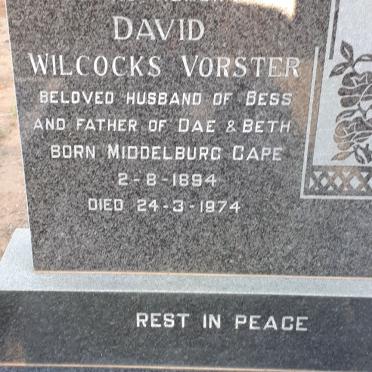 DAVID
WILCOCKS VORSTER
BELOVED HUSBAND OF BESS
AND FATHER OF DAE & BETH
BORN MIDDELBURG CAPE
2-8-1894
DIED 24-3-1974
REST IN PEACE